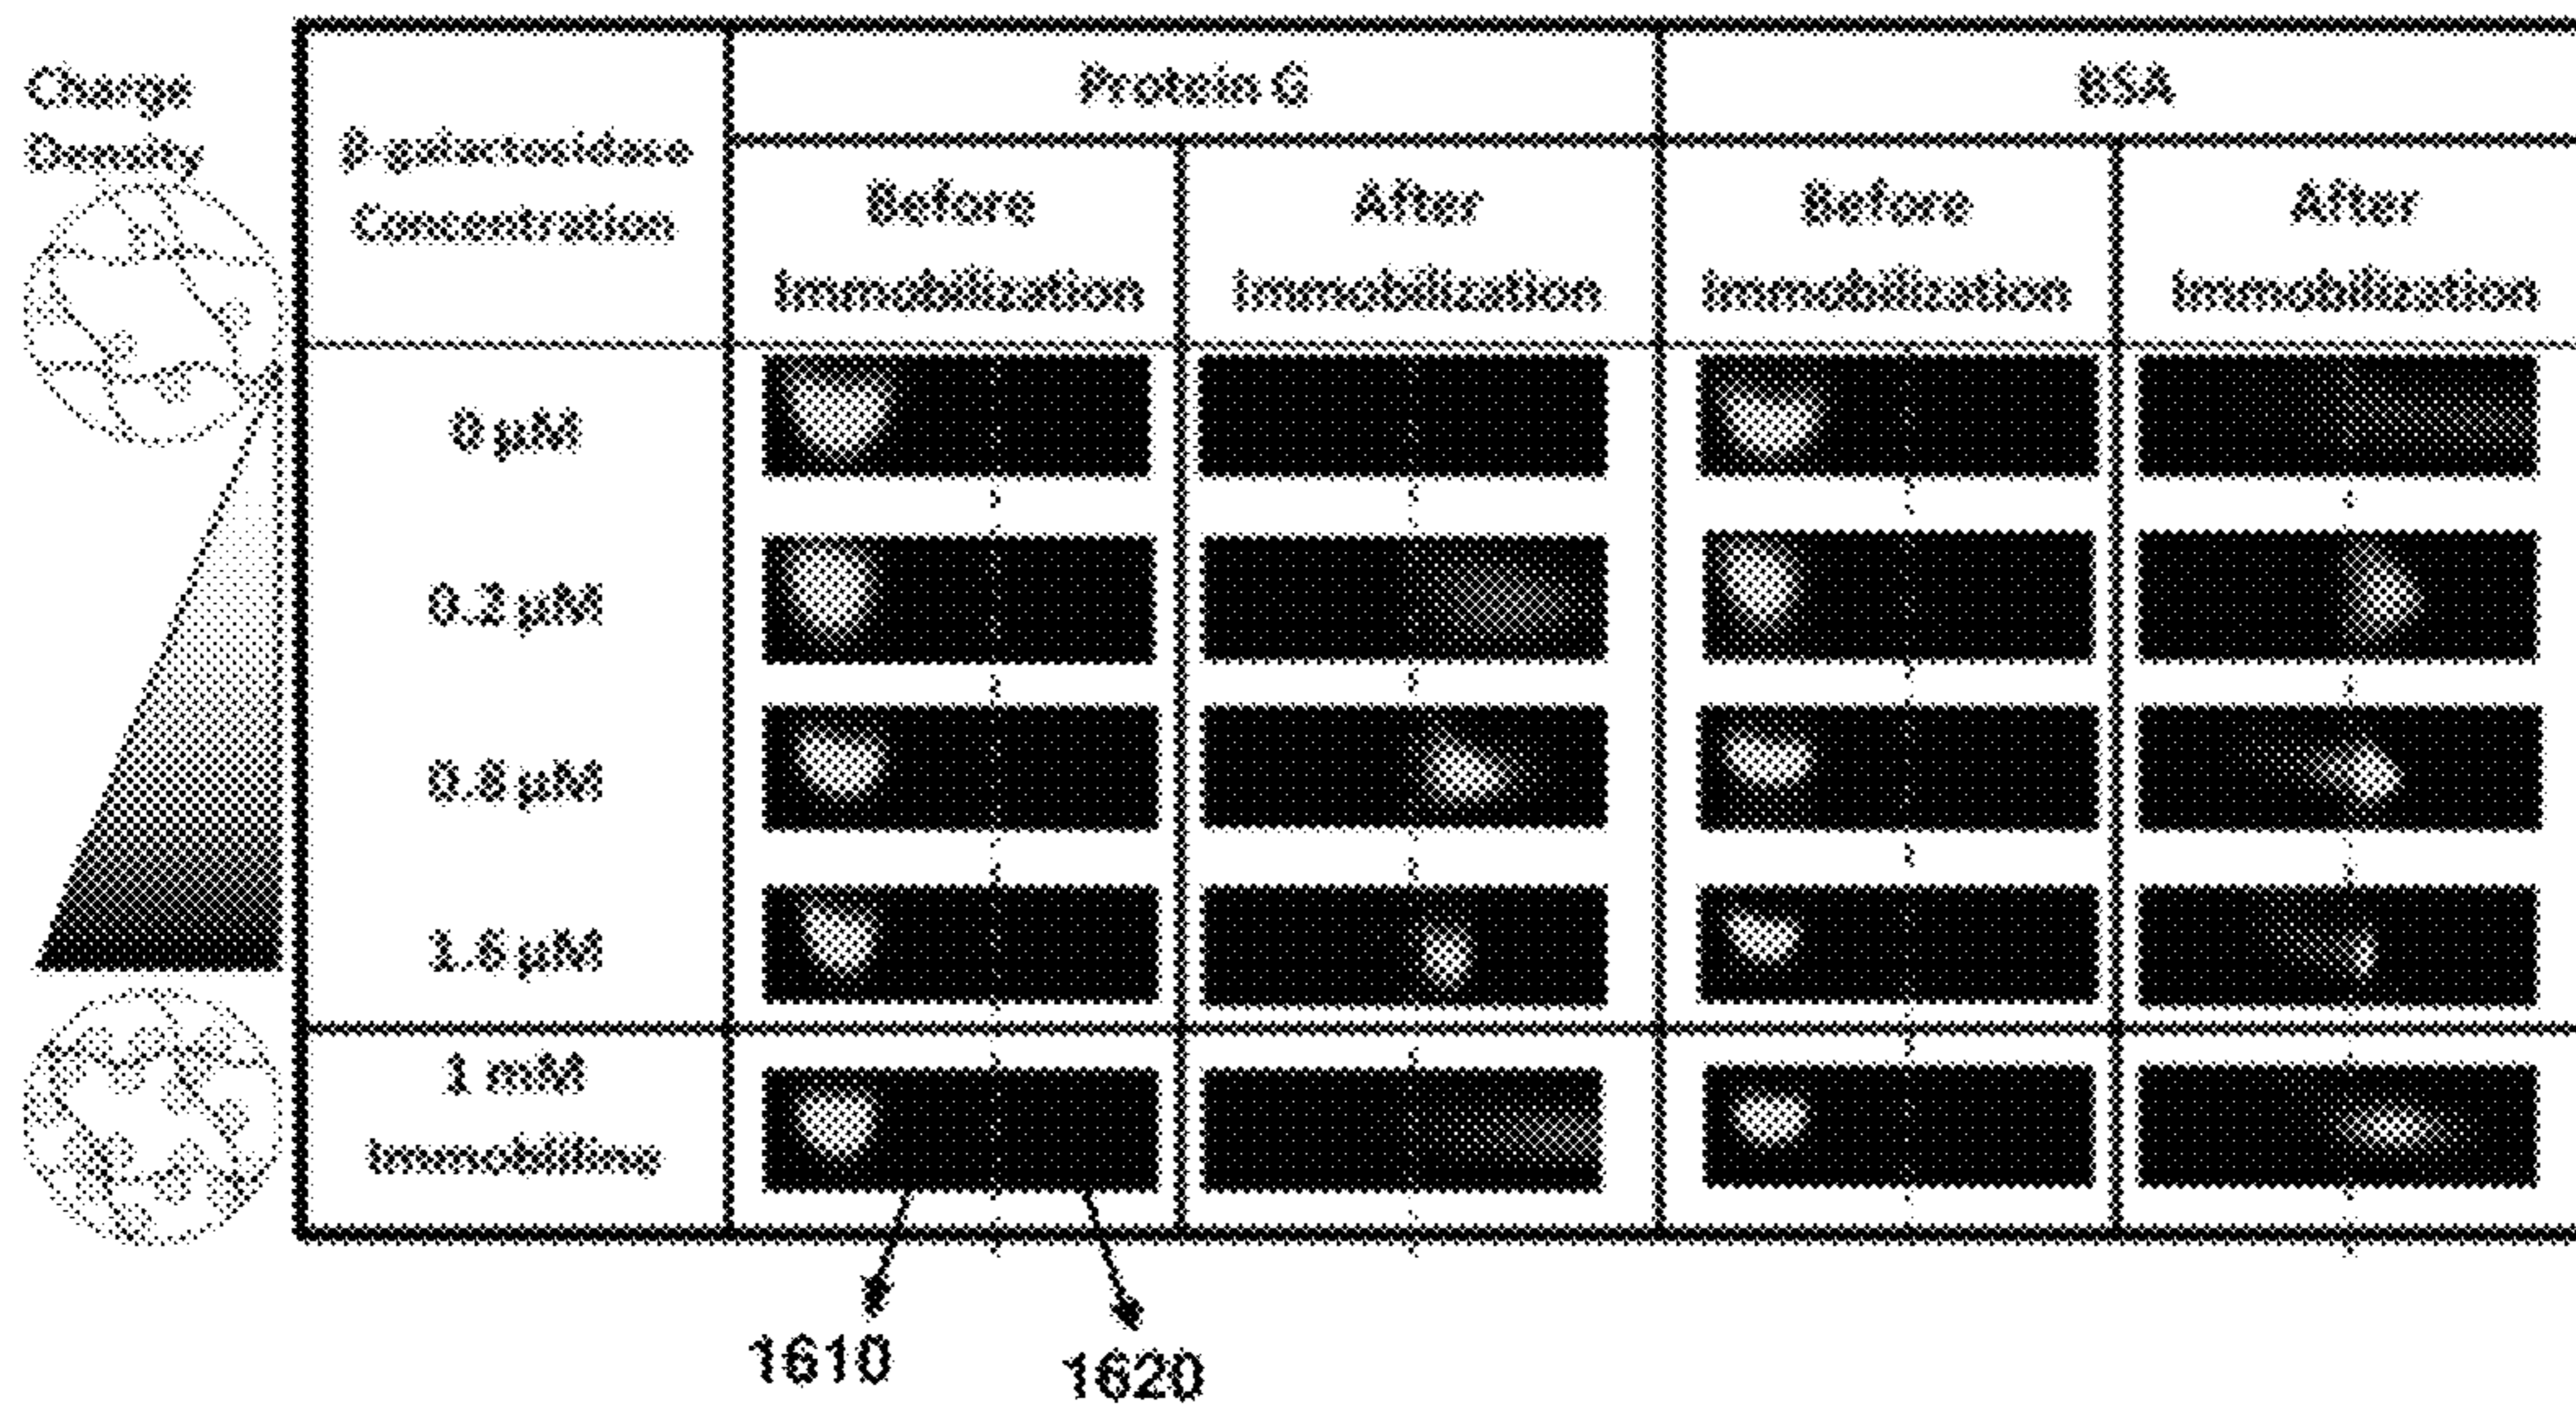 Charge
Density
β-galactosidase
Concentration
Protein G
BSA
Before
Immobilization
After
Immobilization
Before
Immobilization
After
Immobilization
0 µM
0.2 µM
0.8 µM
1.6 µM
1 mM
Immobiline
1610
1620